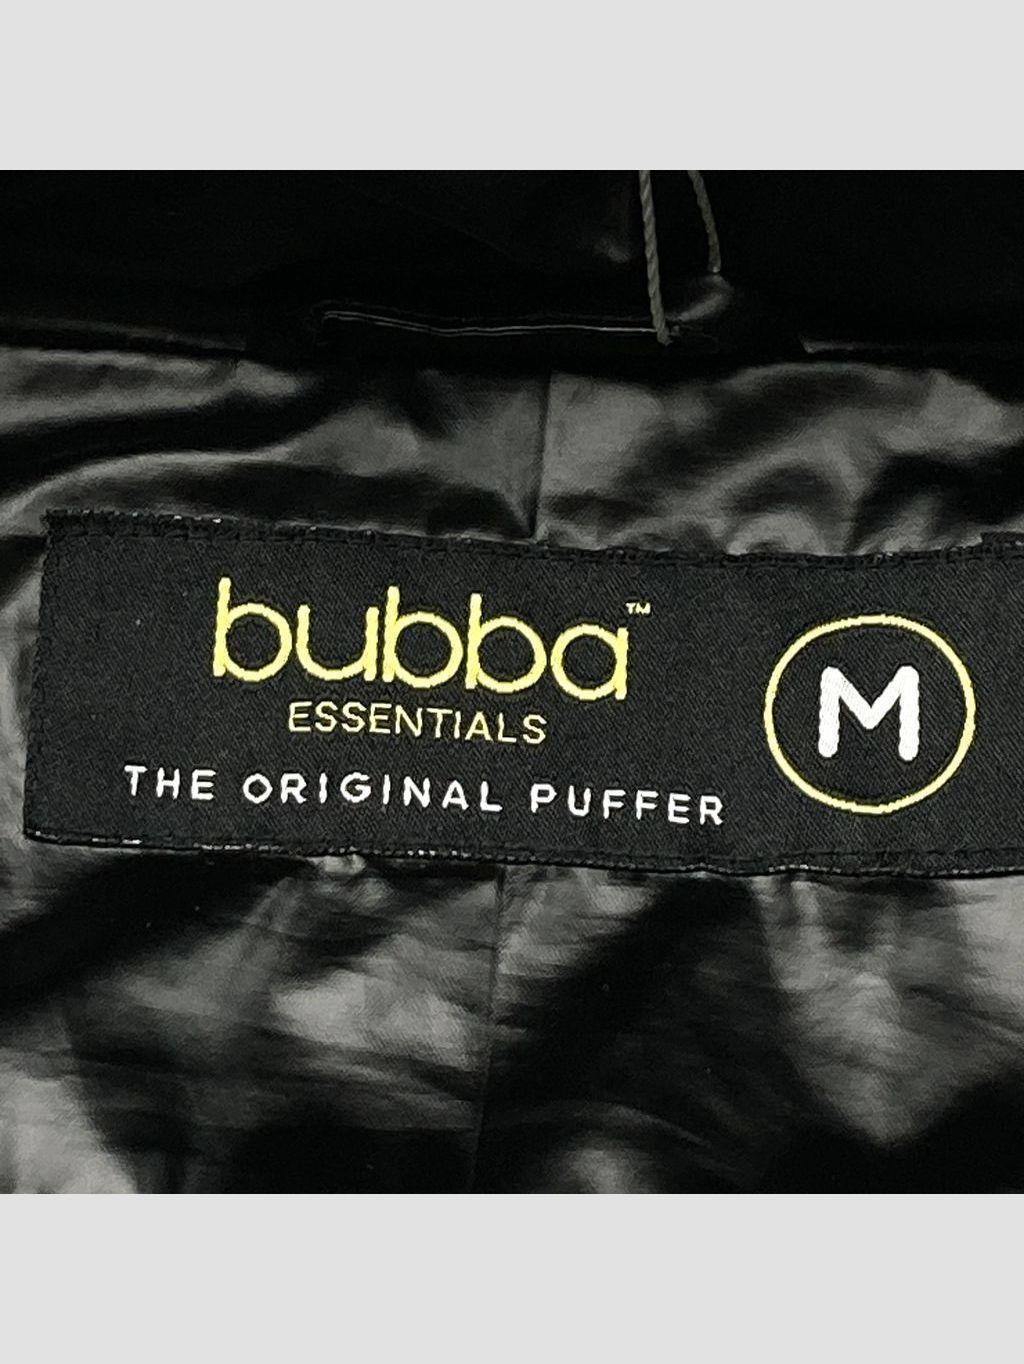 bubba™
ESSENTIALS
THE ORIGINAL PUFFER
M